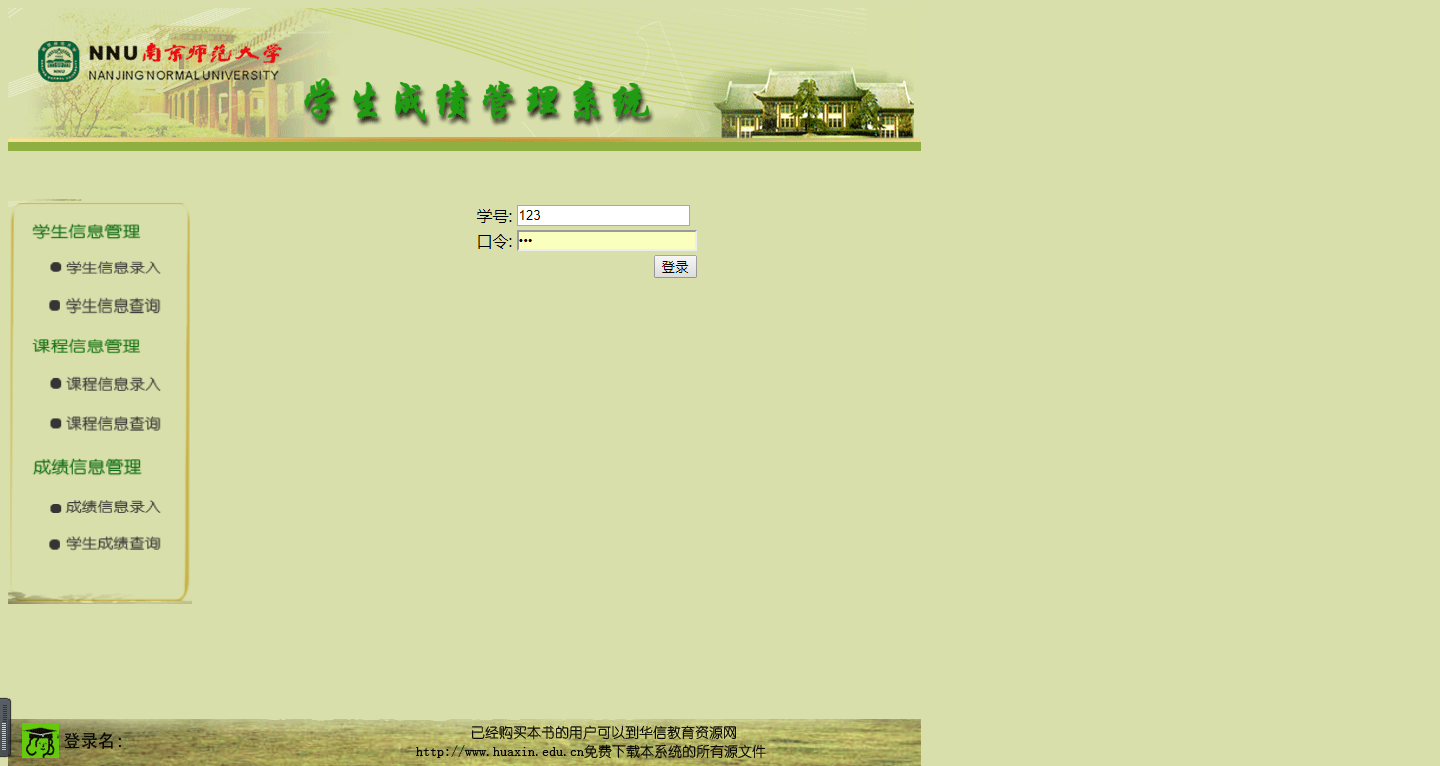 NNU南京师范大学
NANJING NORMAL UNIVERSITY
学生成绩管理系统
学生信息管理
学生信息录入
学生信息查询
课程信息管理
课程信息录入
课程信息查询
成绩信息管理
成绩信息录入
学生成绩查询
学号: 123
口令: •••
登录
登录名:
已经购买本书的用户可以到华信教育资源网
http://www.huaxin.edu.cn免费下载本系统的所有源文件